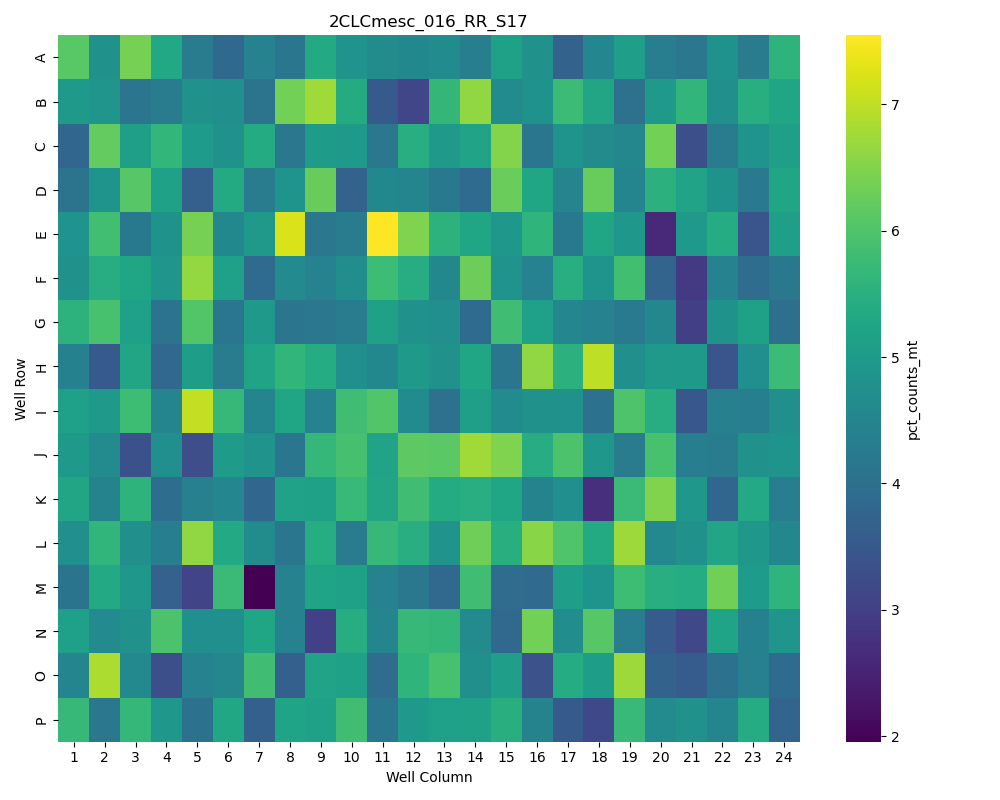 2CLCmesc_016_RR_S17
A
B
C
D
E
F
G
H
I
J
K
L
M
N
O
P
Well Row
1 2 3 4 5 6 7 8 9 10 11 12 13 14 15 16 17 18 19 20 21 22 23 24
Well Column
7
6
5
4
3
2
pct_counts_mt